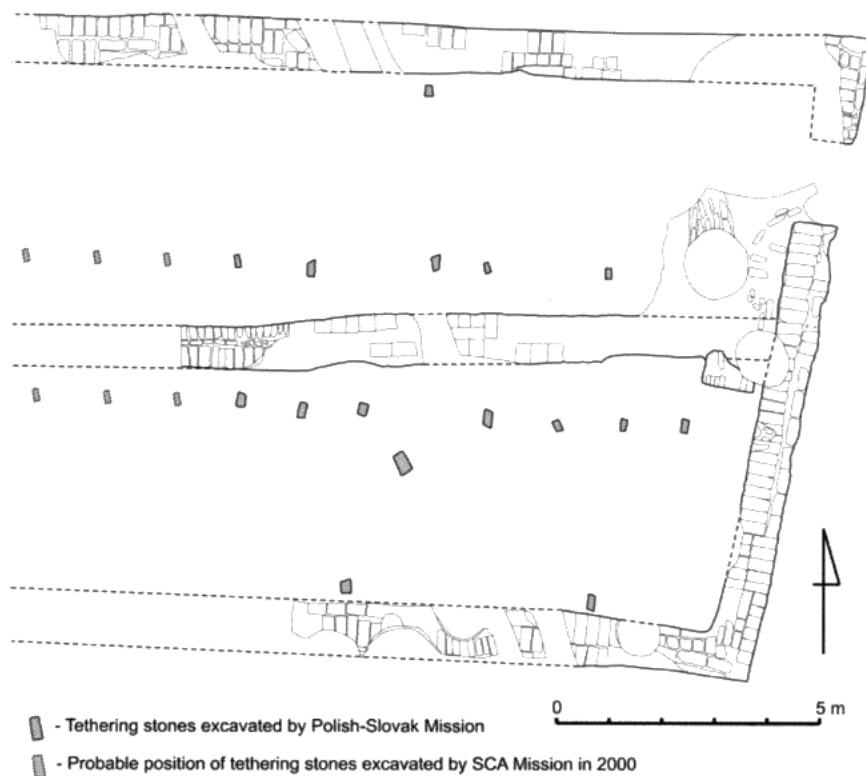 0 5 m
- Tethering stones excavated by Polish-Slovak Mission
- Probable position of tethering stones excavated by SCA Mission in 2000